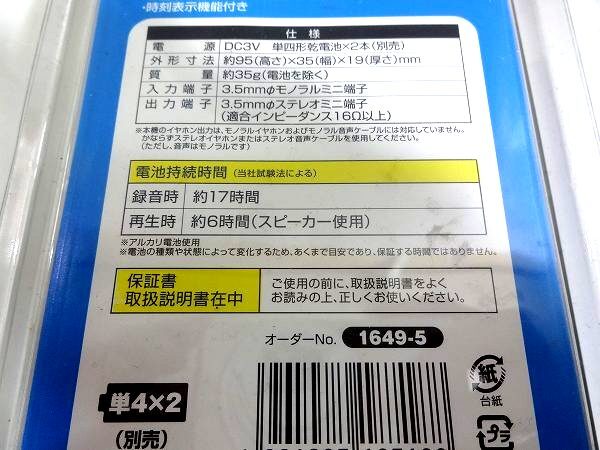 ・時刻表示機能付き
仕様
電源 DC3V 単四形乾電池×2本(別売)
外形寸法 約95(高さ)×35(幅)×19(厚さ)mm
質量 約35g(電池を除く)
入力端子 3.5mmφモノラルミニ端子
出力端子 3.5mmφステレオミニ端子
(適合インピーダンス16Ω以上)
※本機のイヤホン出力は、モノラルイヤホンおよびモノラル音声ケーブルには対応していません。
かならずステレオイヤホンまたはステレオ音声ケーブルを使用してください。
(ただし、音声はモノラルです)
電池持続時間(当社試験法による)
録音時 約17時間
再生時 約6時間(スピーカー使用)
※アルカリ電池使用
※電池の種類や状態によって変化するため、あくまで目安であり、保証する時間ではありません。
保証書 ご使用の前に、取扱説明書をよく
取扱説明書在中 お読みの上、正しくお使いください。
オーダーNo. 1649-5
紙
台紙
単4×2
(別売)
プラ